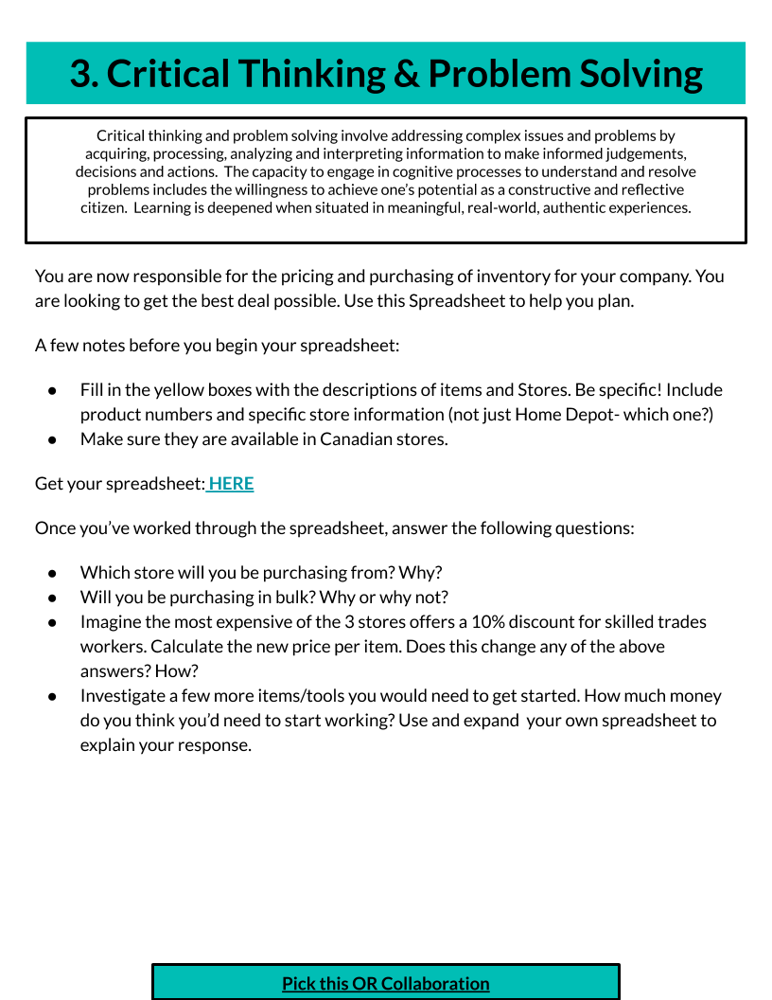 3. Critical Thinking & Problem Solving
Critical thinking and problem solving involve addressing complex issues and problems by
acquiring, processing, analyzing and interpreting information to make informed judgements,
decisions and actions.  The capacity to engage in cognitive processes to understand and resolve
problems includes the willingness to achieve one’s potential as a constructive and reflective
citizen.  Learning is deepened when situated in meaningful, real-world, authentic experiences.
You are now responsible for the pricing and purchasing of inventory for your company. You
are looking to get the best deal possible. Use this Spreadsheet to help you plan.
A few notes before you begin your spreadsheet:
● Fill in the yellow boxes with the descriptions of items and Stores. Be specific! Include
product numbers and specific store information (not just Home Depot- which one?)
● Make sure they are available in Canadian stores.
Get your spreadsheet: HERE
Once you’ve worked through the spreadsheet, answer the following questions:
● Which store will you be purchasing from? Why?
● Will you be purchasing in bulk? Why or why not?
● Imagine the most expensive of the 3 stores offers a 10% discount for skilled trades
workers. Calculate the new price per item. Does this change any of the above
answers? How?
● Investigate a few more items/tools you would need to get started. How much money
do you think you’d need to start working? Use and expand  your own spreadsheet to
explain your response.
Pick this OR Collaboration